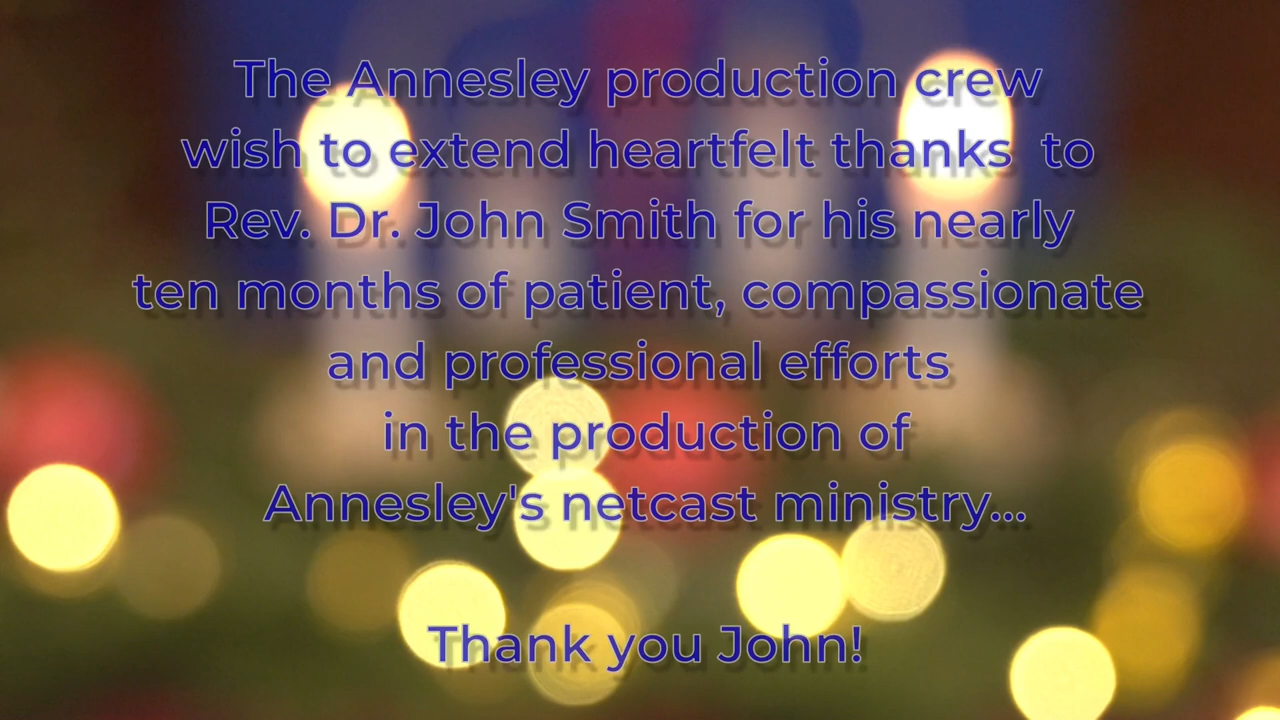 The Annesley production crew
wish to extend heartfelt thanks  to
Rev. Dr. John Smith for his nearly
ten months of patient, compassionate
and professional efforts
in the production of
Annesley's netcast ministry...
Thank you John!